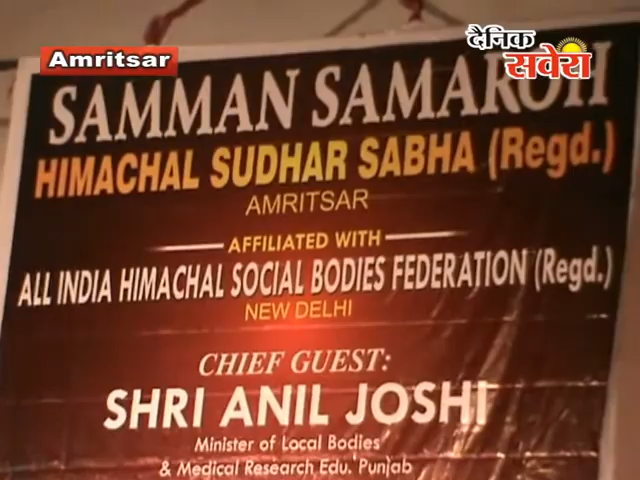 Amritsar
दैनिक
सवेरा
SAMMAN SAMAROH
HIMACHAL SUDHAR SABHA (Regd.)
AMRITSAR
AFFILIATED WITH
ALL INDIA HIMACHAL SOCIAL BODIES FEDERATION (Regd.)
NEW DELHI
CHIEF GUEST:
SHRI ANIL JOSHI
Minister of Local Bodies
& Medical Research Edu. Punjab